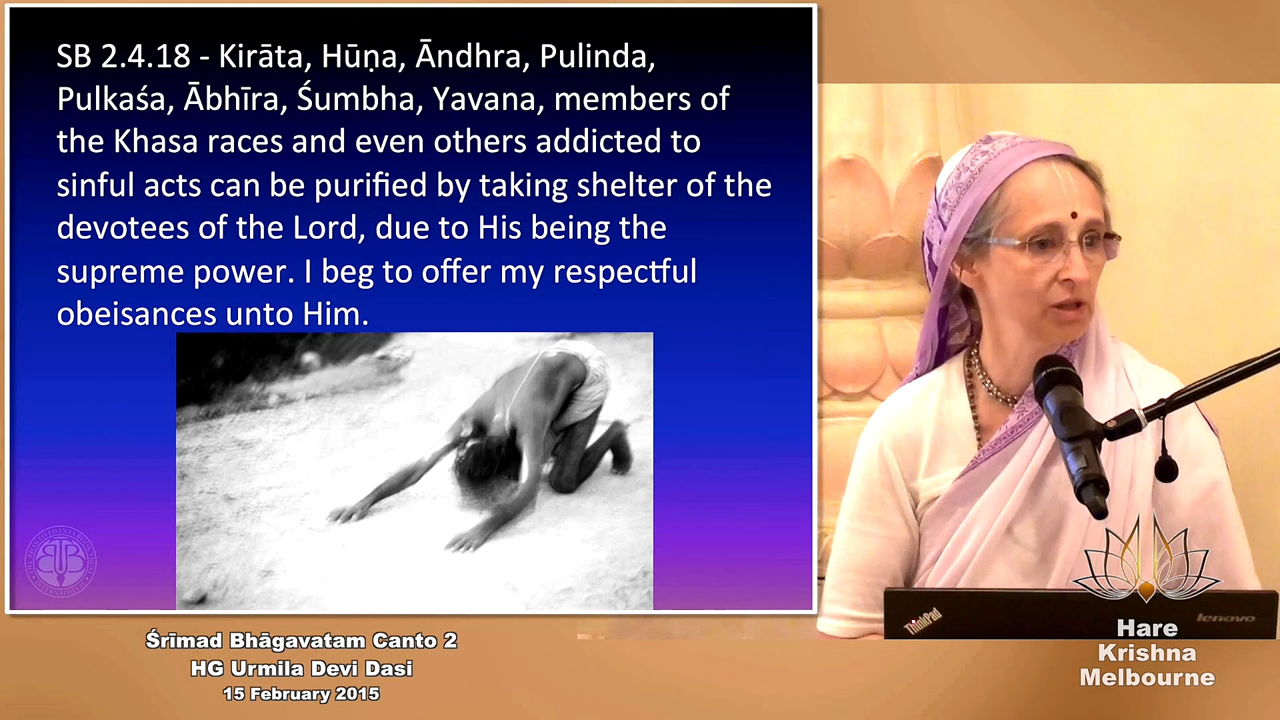 SB 2.4.18 - Kirāta, Hūṇa, Āndhra, Pulinda,
Pulkaśa, Ābhīra, Śumbha, Yavana, members of
the Khasa races and even others addicted to
sinful acts can be purified by taking shelter of the
devotees of the Lord, due to His being the
supreme power. I beg to offer my respectful
obeisances unto Him.
Śrīmad Bhāgavatam Canto 2
HG Urmila Devi Dasi
15 February 2015
ThinkPad
lenovo
Hare
Krishna
Melbourne